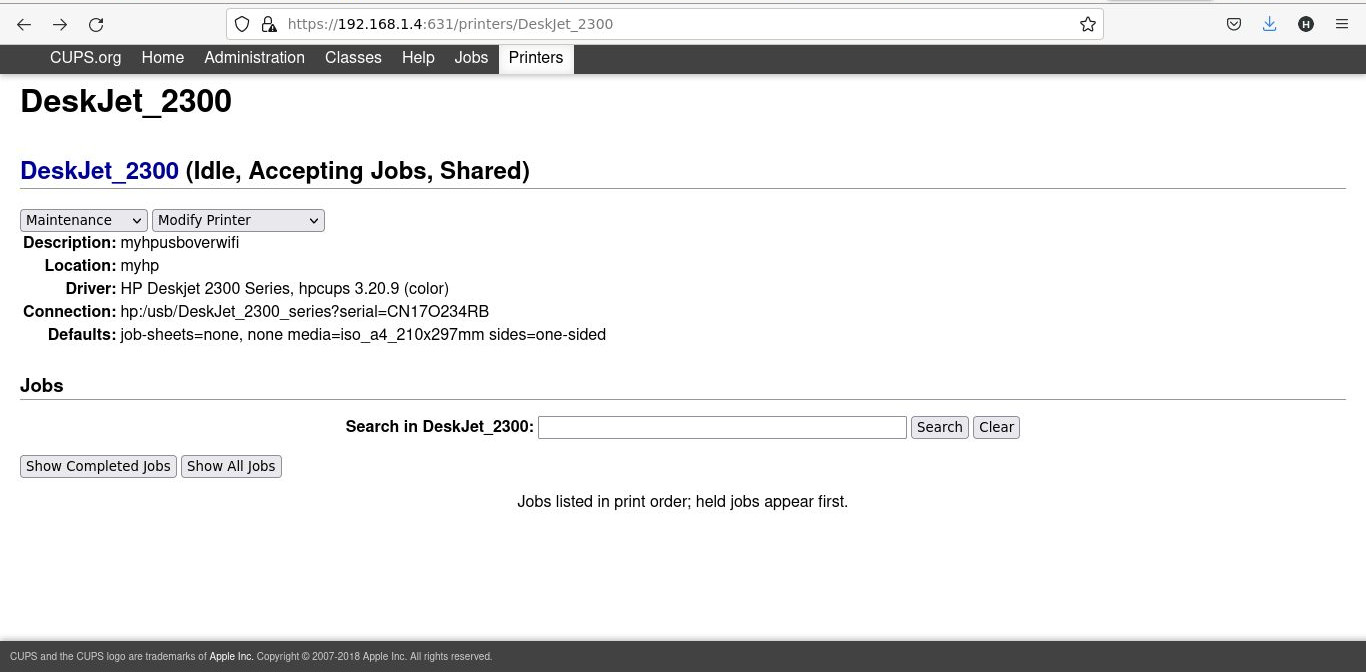 https://192.168.1.4:631/printers/DeskJet_2300
H
CUPS.org Home Administration Classes Help Jobs Printers
DeskJet_2300
DeskJet_2300 (Idle, Accepting Jobs, Shared)
Maintenance Modify Printer
Description: myhpusboverwifi
Location: myhp
Driver: HP Deskjet 2300 Series, hpcups 3.20.9 (color)
Connection: hp:/usb/DeskJet_2300_series?serial=CN17O234RB
Defaults: job-sheets=none, none media=iso_a4_210x297mm sides=one-sided
Jobs
Search in DeskJet_2300: Search Clear
Show Completed Jobs Show All Jobs
Jobs listed in print order; held jobs appear first.
CUPS and the CUPS logo are trademarks of Apple Inc. Copyright © 2007-2018 Apple Inc. All rights reserved.